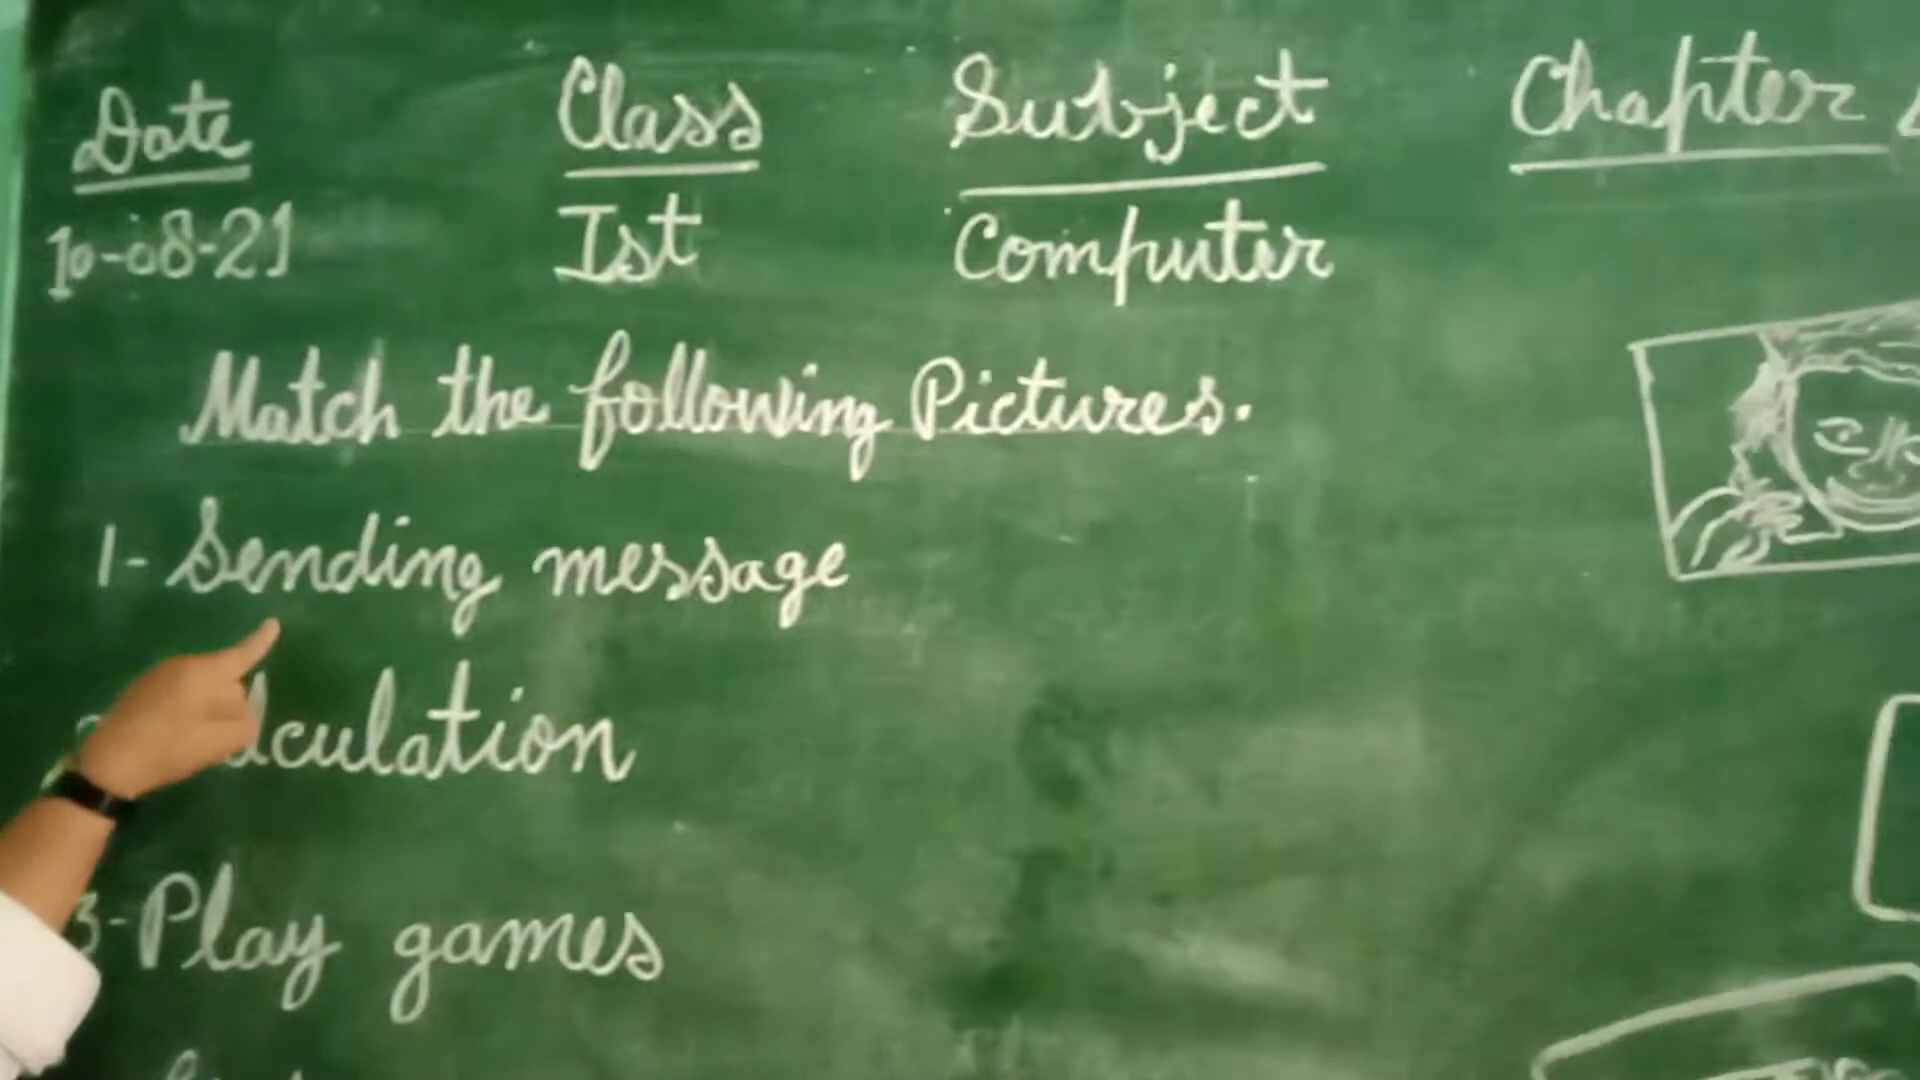 Date Class Subject Chapter
10-08-21 Ist Computer
Match the following Pictures.
1- Sending message
lculation
3- Play games